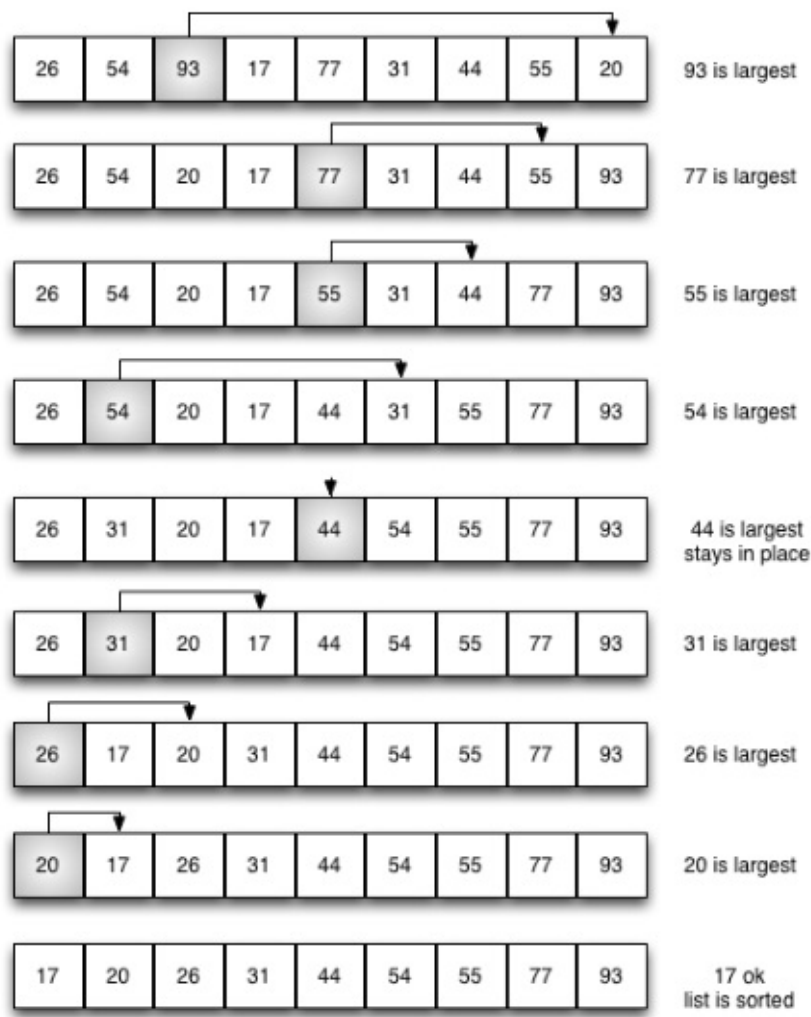 26 54 93 17 77 31 44 55 20 93 is largest
26 54 20 17 77 31 44 55 93 77 is largest
26 54 20 17 55 31 44 77 93 55 is largest
26 54 20 17 44 31 55 77 93 54 is largest
26 31 20 17 44 54 55 77 93 44 is largest
stays in place
26 31 20 17 44 54 55 77 93 31 is largest
26 17 20 31 44 54 55 77 93 26 is largest
20 17 26 31 44 54 55 77 93 20 is largest
17 20 26 31 44 54 55 77 93 17 ok
list is sorted